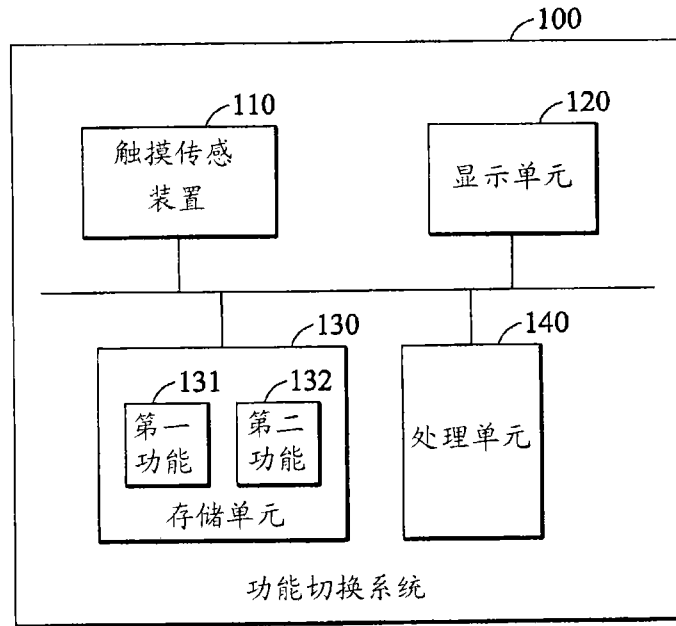 100
110
触摸传感
装置
120
显示单元
130
131
第一
功能
132
第二
功能
存储单元
140
处理单元
功能切换系统